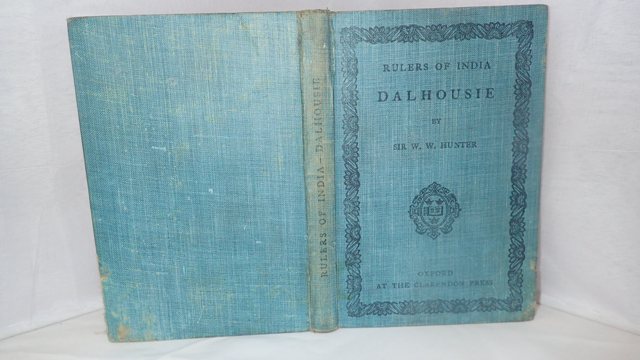 RULERS OF INDIA – DALHOUSIE
RULERS OF INDIA
DALHOUSIE
BY
SIR W. W. HUNTER
OXFORD
AT THE CLARENDON PRESS